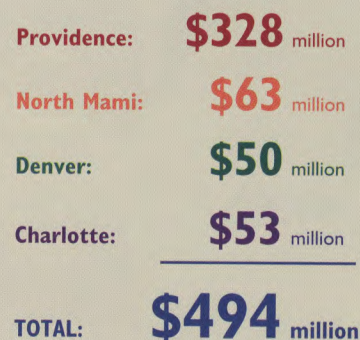 Providence: $328 million
North Mami: $63 million
Denver: $50 million
Charlotte: $53 million
TOTAL: $494 million